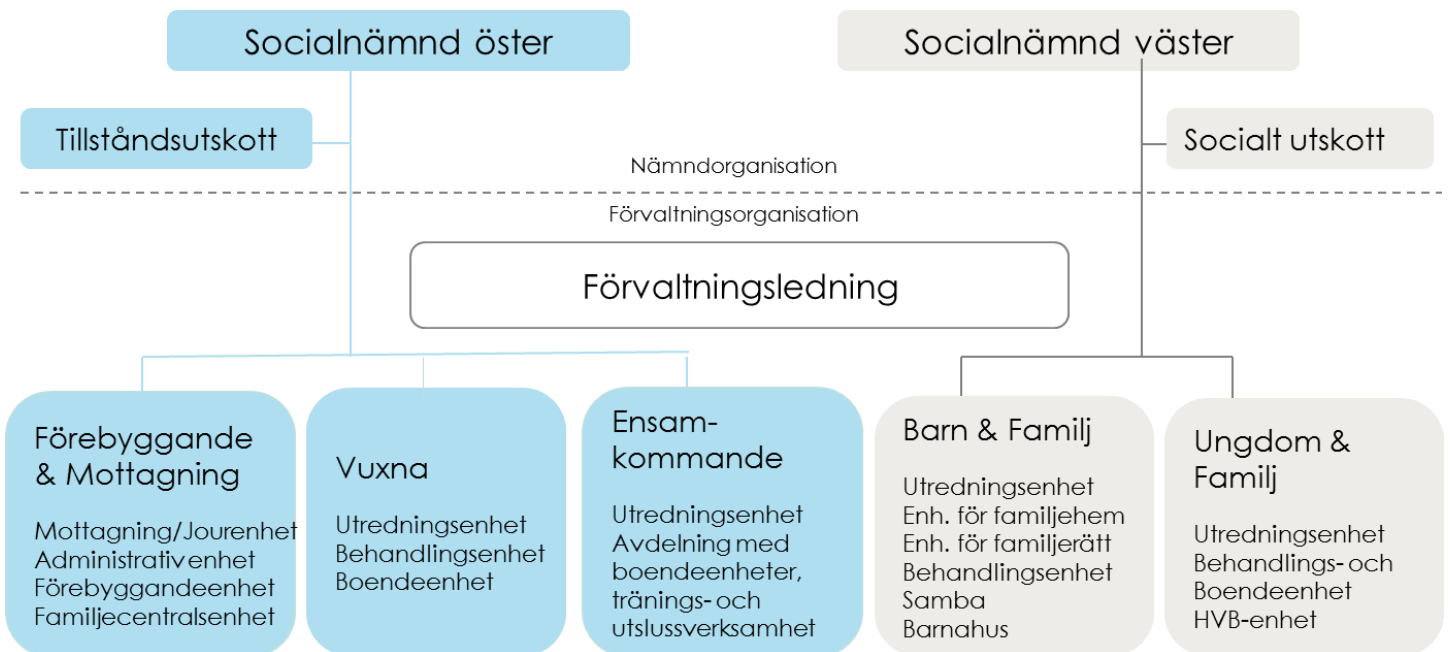 Socialnämnd öster
Socialnämnd väster
Tillståndsutskott
Socialt utskott
Nämndorganisation
Förvaltningsorganisation
Förvaltningsledning
Förebyggande
& Mottagning
Mottagning/Jourenhet
Administrativenhet
Förebyggandeenhet
Familjecentralsenhet
Vuxna
Utredningsenhet
Behandlingsenhet
Boendeenhet
Ensam-
kommande
Utredningsenhet
Avdelning med
boendeenheter,
tränings- och
utslussverksamhet
Barn & Familj
Utredningsenhet
Enh. för familjehem
Enh. för familjerätt
Behandlingsenhet
Samba
Barnahus
Ungdom &
Familj
Utredningsenhet
Behandlings- och
Boendeenhet
HVB-enhet